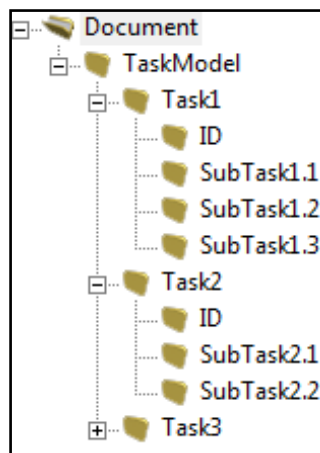 Document
TaskModel
Task1
ID
SubTask1.1
SubTask1.2
SubTask1.3
Task2
ID
SubTask2.1
SubTask2.2
Task3